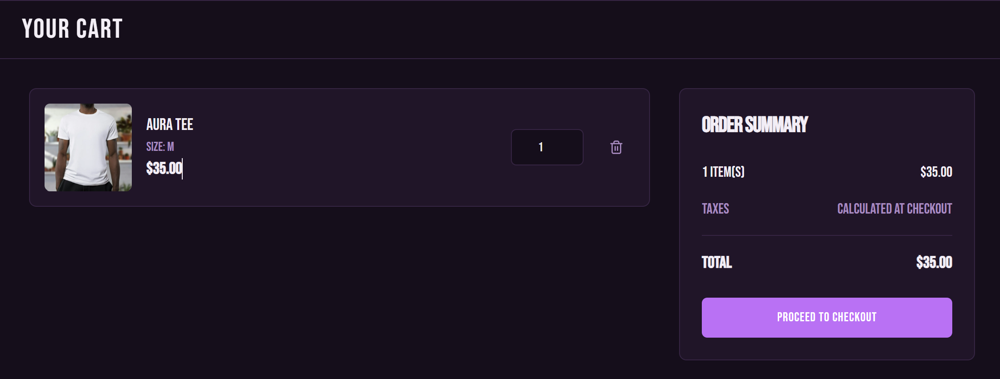 YOUR CART
AURA TEE
SIZE: M
$35.00
1
ORDER SUMMARY
1 ITEM(S) $35.00
TAXES CALCULATED AT CHECKOUT
TOTAL $35.00
PROCEED TO CHECKOUT